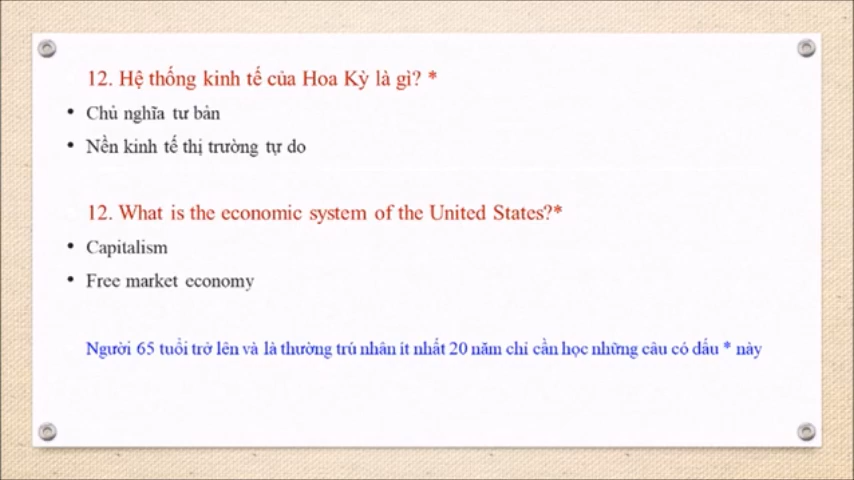 12. Hệ thống kinh tế của Hoa Kỳ là gì? *
• Chủ nghĩa tư bản
• Nền kinh tế thị trường tự do
12. What is the economic system of the United States?*
• Capitalism
• Free market economy
Người 65 tuổi trở lên và là thường trú nhân ít nhất 20 năm chỉ cần học những câu có dấu * này